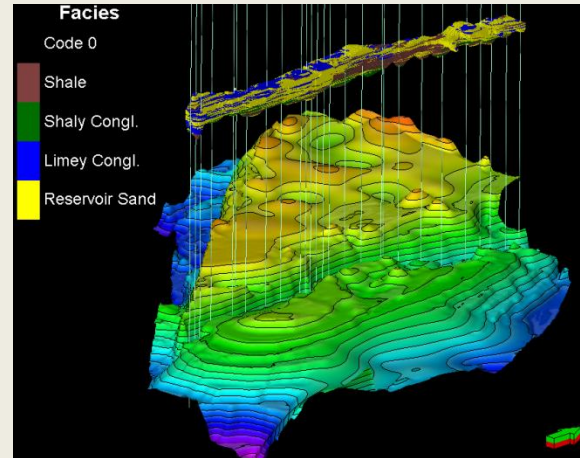 Facies
Code 0
Shale
Shaly Congl.
Limey Congl.
Reservoir Sand